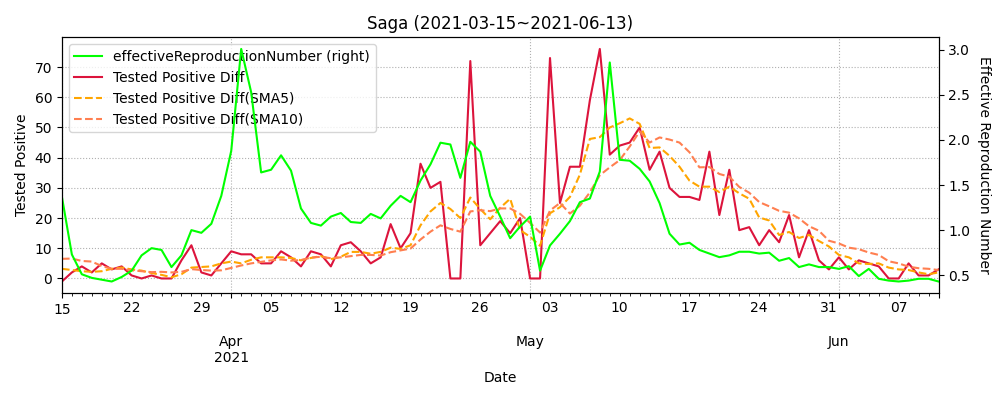 Saga (2021-03-15~2021-06-13)
effectiveReproductionNumber (right)
Tested Positive Diff
Tested Positive Diff(SMA5)
Tested Positive Diff(SMA10)
Tested Positive
70
60
50
40
30
20
10
0
3.0
2.5
2.0
1.5
1.0
0.5
Effective Reproduction Number
15 22 29 05 12 19 26 03 10 17 24 31 07
Apr May Jun
2021
Date